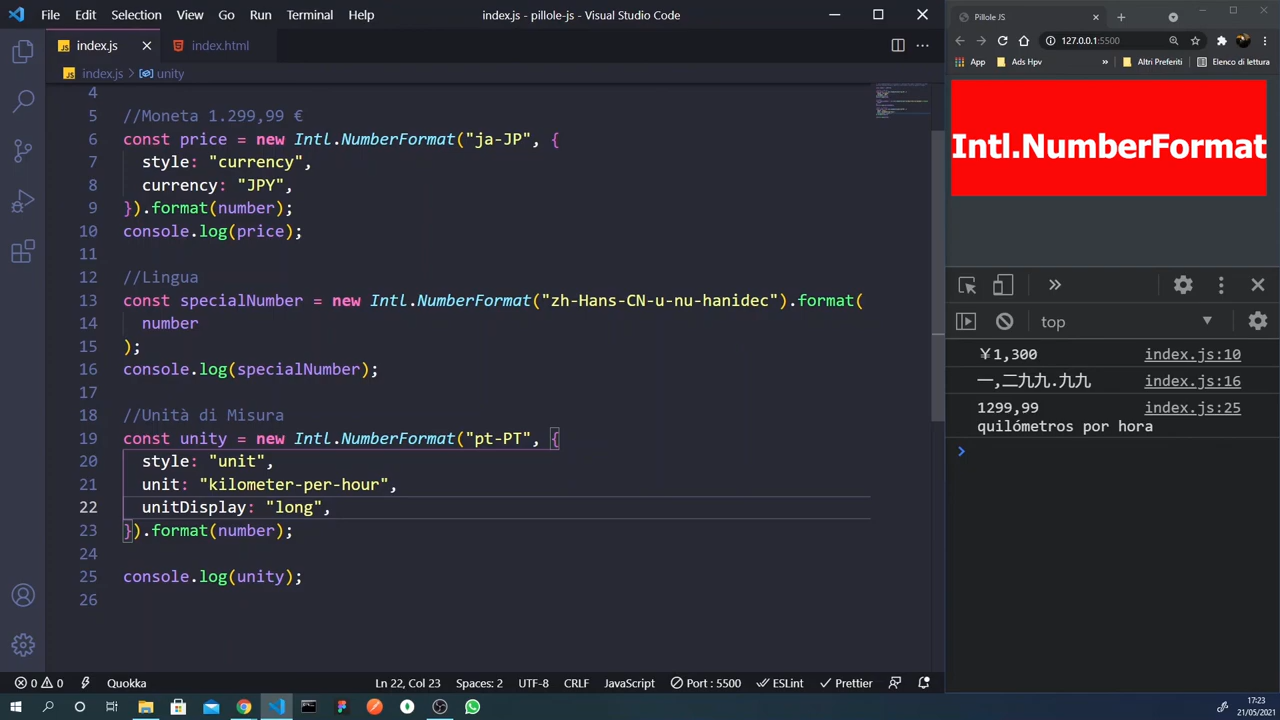 File Edit Selection View Go Run Terminal Help index.js - pillole-js - Visual Studio Code
index.js index.html
index.js unity
4
5 //Moneta 1.299,99 €
6 const price = new Intl.NumberFormat("ja-JP", {
7 style: "currency",
8 currency: "JPY",
9 }).format(number);
10 console.log(price);
11
12 //Lingua
13 const specialNumber = new Intl.NumberFormat("zh-Hans-CN-u-nu-hanidec").format(
14 number
15 );
16 console.log(specialNumber);
17
18 //Unità di Misura
19 const unity = new Intl.NumberFormat("pt-PT", {
20 style: "unit",
21 unit: "kilometer-per-hour",
22 unitDisplay: "long",
23 }).format(number);
24
25 console.log(unity);
26
0 0 Quokka Ln 22, Col 23 Spaces: 2 UTF-8 CRLF JavaScript Port : 5500 ESLint Prettier
Pillole JS
127.0.0.1:5500
App Ads Hpv » Altri Preferiti Elenco di lettura
Intl.NumberFormat
top
¥1,300 index.js:10
一,二九九.九九 index.js:16
1299,99 index.js:25
quilómetros por hora
17:23
21/05/2021